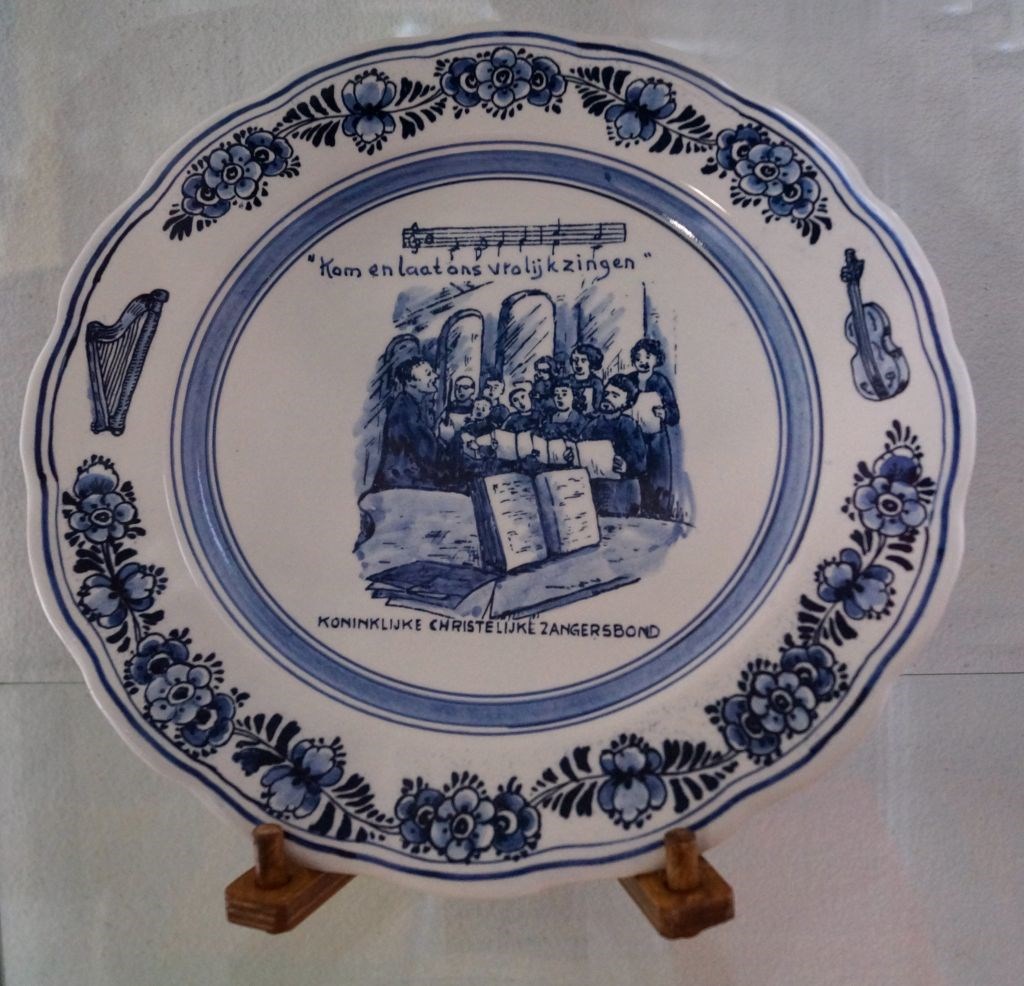 "Kom en laat ons vrolijk zingen"
KONINKLIJKE CHRISTELIJKE ZANGERSBOND